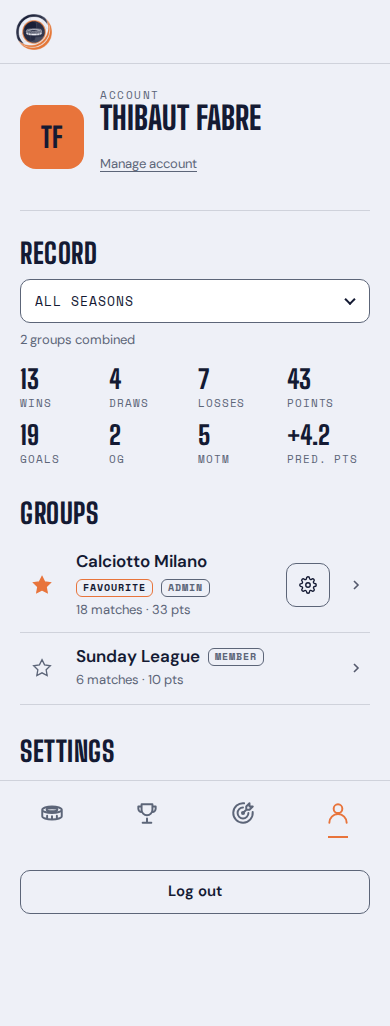 ACCOUNT
TF
THIBAUT FABRE
Manage account
RECORD
ALL SEASONS
2 groups combined
13 4 7 43
WINS DRAWS LOSSES POINTS
19 2 5 +4.2
GOALS OG MOTM PRED. PTS
GROUPS
Calciotto Milano
FAVOURITE ADMIN
18 matches · 33 pts
Sunday League MEMBER
6 matches · 10 pts
SETTINGS
Log out